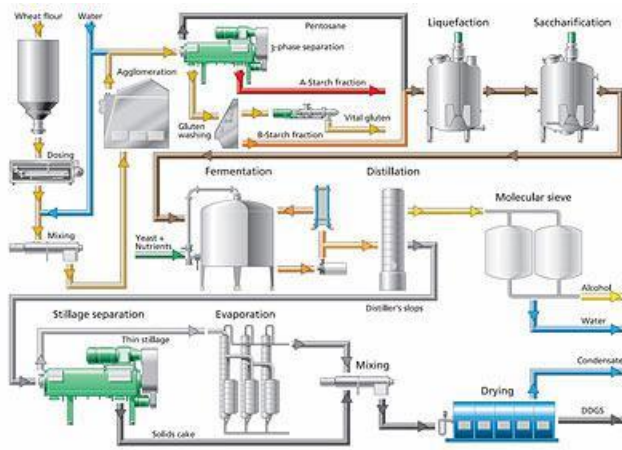 Wheat flour
Water
Pentosane
3-phase separation
Liquefaction
Saccharification
Agglomeration
A-Starch fraction
Gluten
washing
Vital gluten
B-Starch fraction
Dosing
Mixing
Fermentation
Distillation
Molecular sieve
Yeast +
Nutrients
Alcohol
Distiller's slops
Water
Stillage separation
Evaporation
Thin stillage
Condensate
Mixing
Drying
DDGS
Solids cake